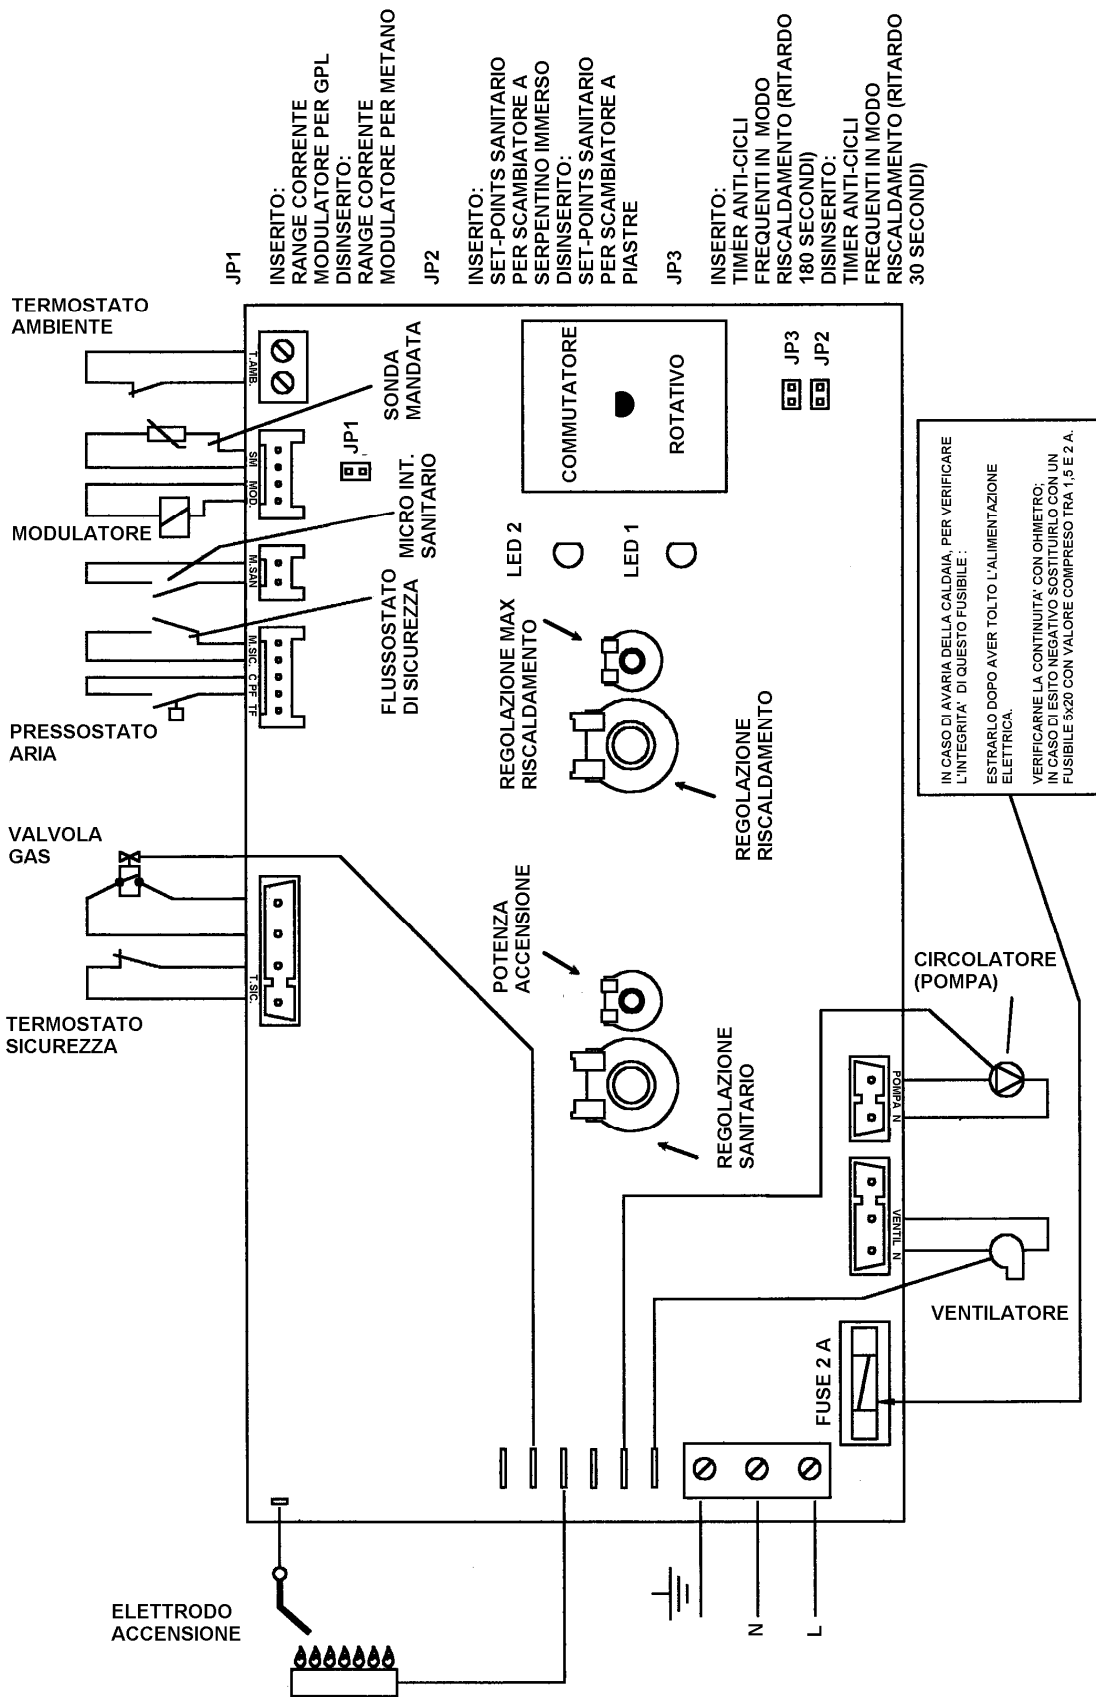 JP1
INSERITO:
RANGE CORRENTE
MODULATORE PER GPL
DISINSERITO:
RANGE CORRENTE
MODULATORE PER METANO
JP2
INSERITO:
SET-POINTS SANITARIO
PER SCAMBIATORE A
SERPENTINO IMMERSO
DISINSERITO:
SET-POINTS SANITARIO
PER SCAMBIATORE A
PIASTRE
JP3
INSERITO:
TIMER ANTI-CICLI
FREQUENTI IN MODO
RISCALDAMENTO (RITARDO
180 SECONDI)
DISINSERITO:
TIMER ANTI-CICLI
FREQUENTI IN MODO
RISCALDAMENTO (RITARDO
30 SECONDI)
TERMOSTATO
AMBIENTE
T.AMB.
SONDA
MANDATA
SM
MOD.
JP1
MODULATORE
MICRO INT.
SANITARIO
M.SAN
FLUSSOSTATO
DI SICUREZZA
M.SIC. C PF TF
PRESSOSTATO
ARIA
VALVOLA
GAS
T.SIC.
TERMOSTATO
SICUREZZA
COMMUTATORE
ROTATIVO
JP3
JP2
LED 2
LED 1
REGOLAZIONE MAX
RISCALDAMENTO
REGOLAZIONE
RISCALDAMENTO
POTENZA
ACCENSIONE
REGOLAZIONE
SANITARIO
IN CASO DI AVARIA DELLA CALDAIA, PER VERIFICARE
L'INTEGRITA' DI QUESTO FUSIBILE :
ESTRARLO DOPO AVER TOLTO L'ALIMENTAZIONE
ELETTRICA.
VERIFICARNE LA CONTINUITA' CON OHMETRO;
IN CASO DI ESITO NEGATIVO SOSTITUIRLO CON UN
FUSIBILE 5x20 CON VALORE COMPRESO TRA 1,5 E 2 A.
CIRCOLATORE
(POMPA)
POMPA N
VENTIL N
VENTILATORE
FUSE 2 A
N
L
ELETTRODO
ACCENSIONE